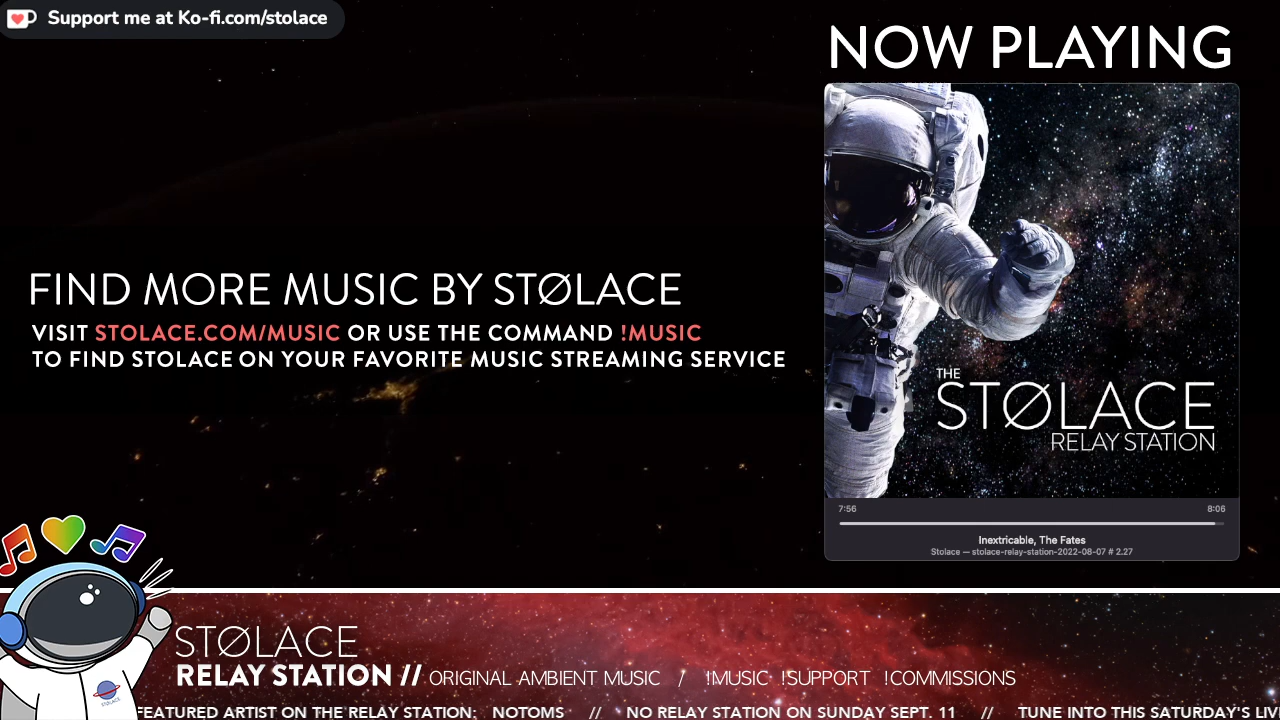 Support me at Ko-fi.com/stolace
NOW PLAYING
FIND MORE MUSIC BY STØLACE
VISIT STOLACE.COM/MUSIC OR USE THE COMMAND !MUSIC
TO FIND STOLACE ON YOUR FAVORITE MUSIC STREAMING SERVICE
THE
STØLACE
RELAY STATION
7:56 8:06
Inextricable, The Fates
Stolace — stolace-relay-station-2022-08-07 # 2.27
STØLACE
RELAY STATION // ORIGINAL AMBIENT MUSIC / !MUSIC !SUPPORT !COMMISSIONS
FEATURED ARTIST ON THE RELAY STATION: NOTOMS // NO RELAY STATION ON SUNDAY SEPT. 11 // TUNE INTO THIS SATURDAY'S LIV
STØLACE